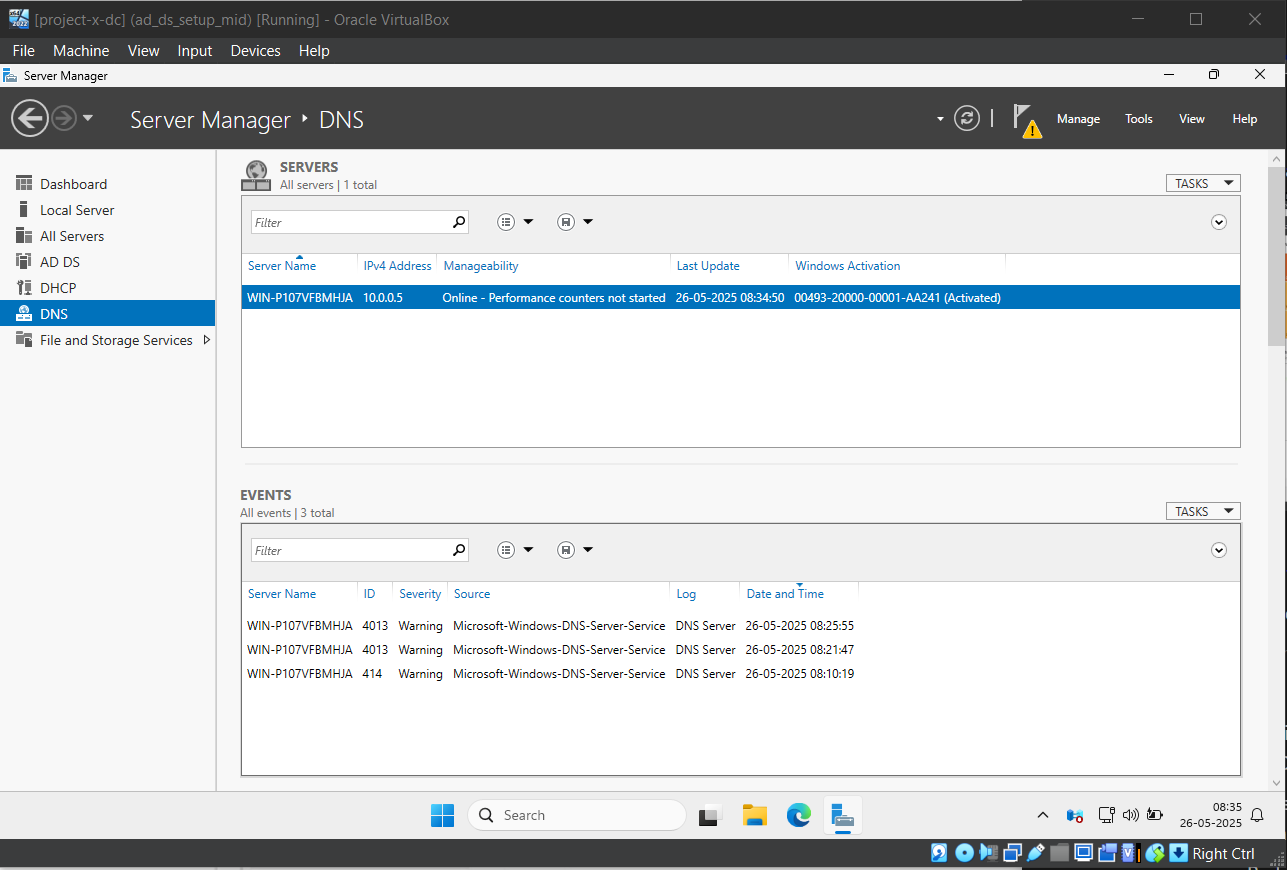 [project-x-dc] (ad_ds_setup_mid) [Running] - Oracle VirtualBox
File Machine View Input Devices Help
Server Manager
Server Manager DNS
Manage Tools View Help
Dashboard
Local Server
All Servers
AD DS
DHCP
DNS
File and Storage Services
SERVERS
All servers | 1 total
TASKS
Filter
Server Name IPv4 Address Manageability Last Update Windows Activation
WIN-P107VFBMHJA 10.0.0.5 Online - Performance counters not started 26-05-2025 08:34:50 00493-20000-00001-AA241 (Activated)
EVENTS
All events | 3 total
TASKS
Filter
Server Name ID Severity Source Log Date and Time
WIN-P107VFBMHJA 4013 Warning Microsoft-Windows-DNS-Server-Service DNS Server 26-05-2025 08:25:55
WIN-P107VFBMHJA 4013 Warning Microsoft-Windows-DNS-Server-Service DNS Server 26-05-2025 08:21:47
WIN-P107VFBMHJA 414 Warning Microsoft-Windows-DNS-Server-Service DNS Server 26-05-2025 08:10:19
Search
08:35
26-05-2025
Right Ctrl